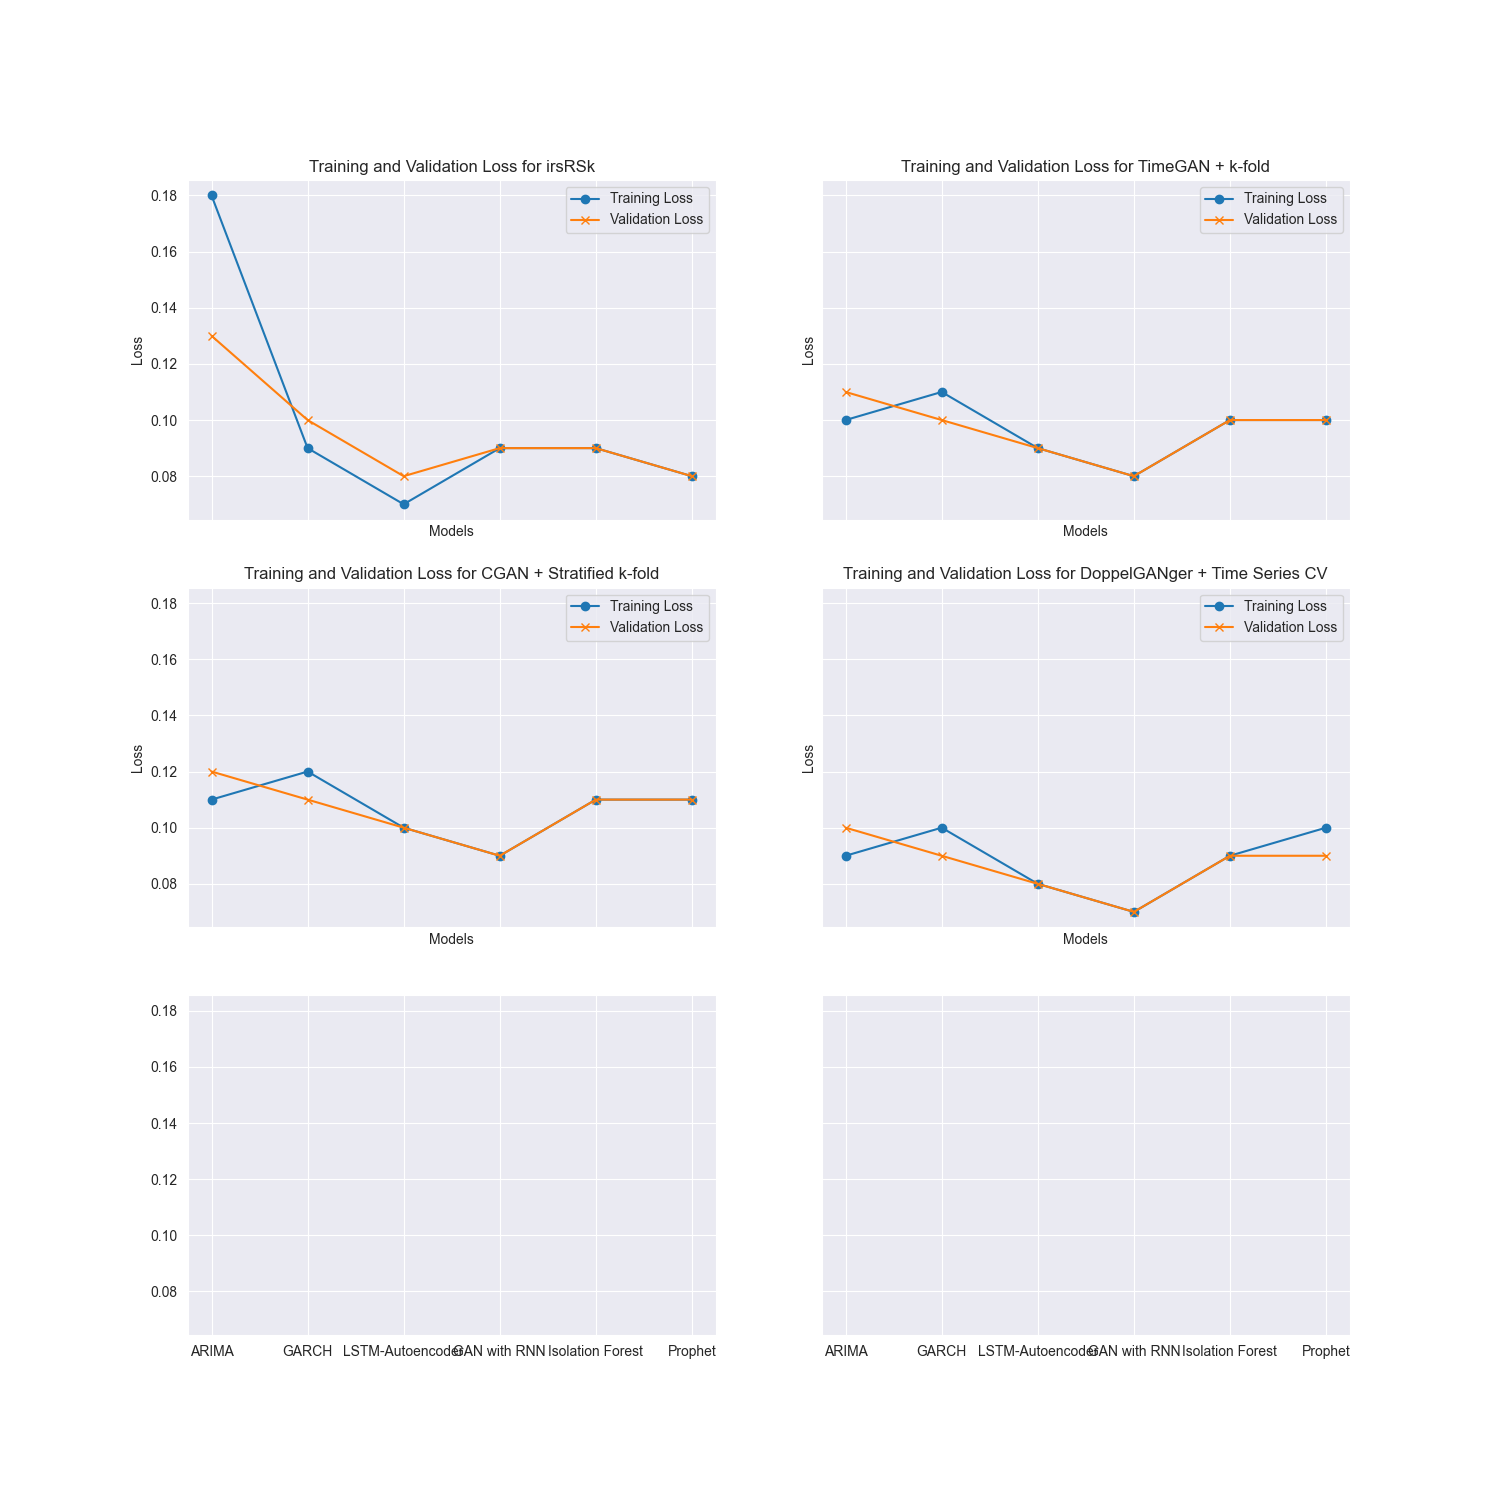 Training and Validation Loss for irsRSk
0.18
0.16
0.14
0.12
0.10
0.08
Loss
Training Loss
Validation Loss
Models
Training and Validation Loss for TimeGAN + k-fold
Loss
Training Loss
Validation Loss
Models
Training and Validation Loss for CGAN + Stratified k-fold
0.18
0.16
0.14
0.12
0.10
0.08
Loss
Training Loss
Validation Loss
Models
Training and Validation Loss for DoppelGANger + Time Series CV
Loss
Training Loss
Validation Loss
Models
0.18
0.16
0.14
0.12
0.10
0.08
ARIMA GARCH LSTM-Autoencoder GAN with RNN Isolation Forest Prophet
ARIMA GARCH LSTM-Autoencoder GAN with RNN Isolation Forest Prophet